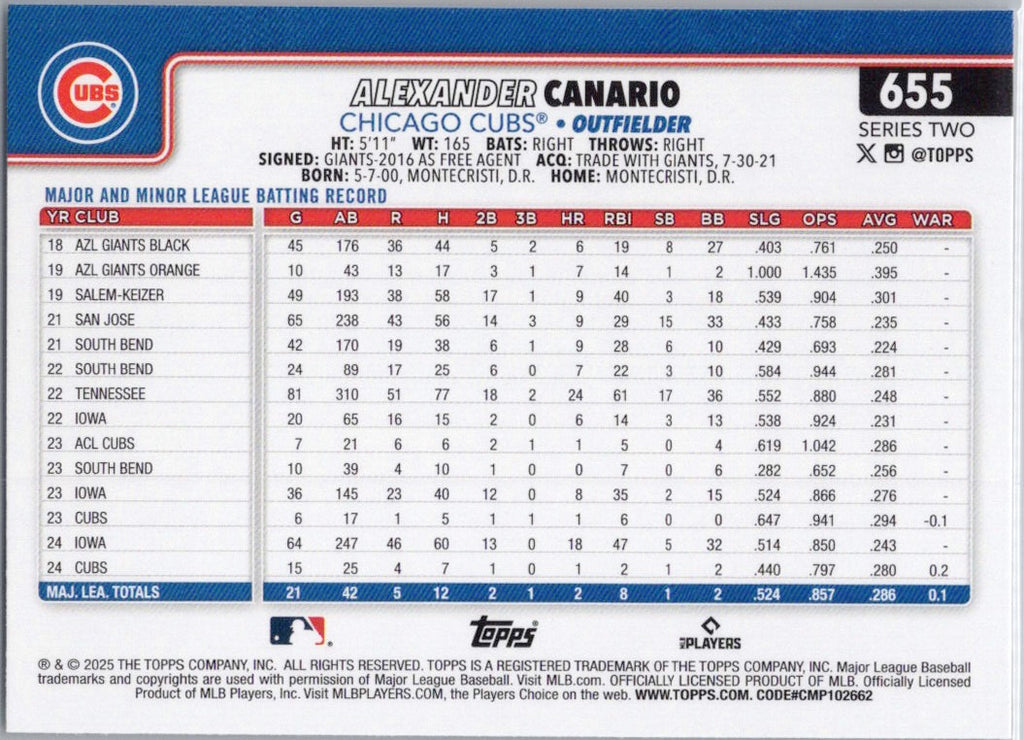 CUBS®
655
SERIES TWO
X @TOPPS
ALEXANDER CANARIO
CHICAGO CUBS® • OUTFIELDER
HT: 5'11" WT: 165 BATS: RIGHT THROWS: RIGHT
SIGNED: GIANTS-2016 AS FREE AGENT ACQ: TRADE WITH GIANTS, 7-30-21
BORN: 5-7-00, MONTECRISTI, D.R. HOME: MONTECRISTI, D.R.
MAJOR AND MINOR LEAGUE BATTING RECORD
YR CLUB G AB R H 2B 3B HR RBI SB BB SLG OPS AVG WAR
18 AZL GIANTS BLACK 45 176 36 44 5 2 6 19 8 27 .403 .761 .250 -
19 AZL GIANTS ORANGE 10 43 13 17 3 1 7 14 1 2 1.000 1.435 .395 -
19 SALEM-KEIZER 49 193 38 58 17 1 9 40 3 18 .539 .904 .301 -
21 SAN JOSE 65 238 43 56 14 3 9 29 15 33 .433 .758 .235 -
21 SOUTH BEND 42 170 19 38 6 1 9 28 6 10 .429 .693 .224 -
22 SOUTH BEND 24 89 17 25 6 0 7 22 3 10 .584 .944 .281 -
22 TENNESSEE 81 310 51 77 18 2 24 61 17 36 .552 .880 .248 -
22 IOWA 20 65 16 15 2 0 6 14 3 13 .538 .924 .231 -
23 ACL CUBS 7 21 6 6 2 1 1 5 0 4 .619 1.042 .286 -
23 SOUTH BEND 10 39 4 10 1 0 0 7 0 6 .282 .652 .256 -
23 IOWA 36 145 23 40 12 0 8 35 2 15 .524 .866 .276 -
23 CUBS 6 17 1 5 1 1 1 6 0 0 .647 .941 .294 -0.1
24 IOWA 64 247 46 60 13 0 18 47 5 32 .514 .850 .243 -
24 CUBS 15 25 4 7 1 0 1 2 1 2 .440 .797 .280 0.2
MAJ. LEA. TOTALS 21 42 5 12 2 1 2 8 1 2 .524 .857 .286 0.1
Topps® PLAYERS
® & © 2025 THE TOPPS COMPANY, INC. ALL RIGHTS RESERVED. TOPPS IS A REGISTERED TRADEMARK OF THE TOPPS COMPANY, INC. Major League Baseball
trademarks and copyrights are used with permission of Major League Baseball. Visit MLB.com. OFFICIALLY LICENSED PRODUCT OF MLB. Officially Licensed
Product of MLB Players, Inc. Visit MLBPLAYERS.COM, the Players Choice on the web. WWW.TOPPS.COM. CODE#CMP102662